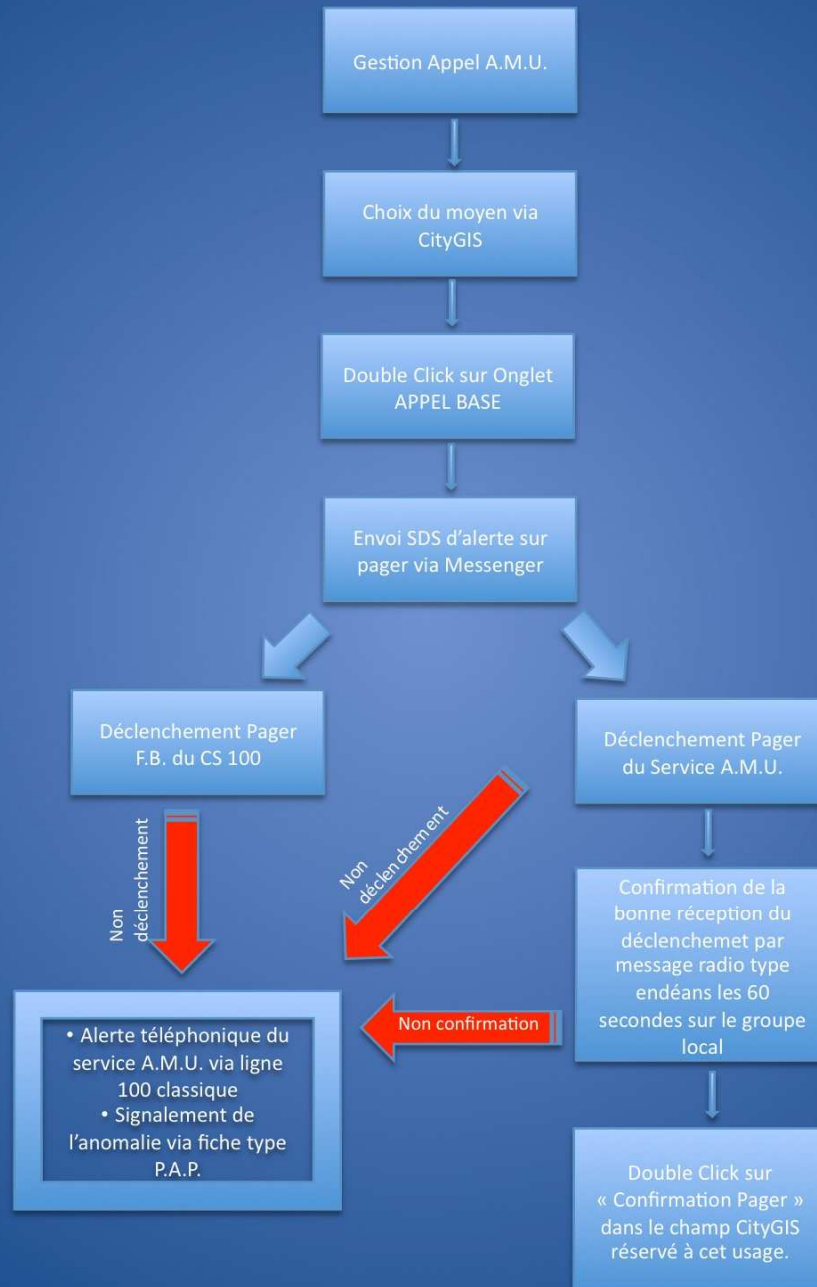 Gestion Appel A.M.U.
Choix du moyen via
CityGIS
Double Click sur Onglet
APPEL BASE
Envoi SDS d'alerte sur
pager via Messenger
Déclenchement Pager
F.B. du CS 100
Déclenchement Pager
du Service A.M.U.
Non
déclenchement
Non
déclenchement
Confirmation de la
bonne réception du
déclenchemet par
message radio type
endéans les 60
secondes sur le groupe
local
Non confirmation
• Alerte téléphonique du
service A.M.U. via ligne
100 classique
• Signalement de
l'anomalie via fiche type
P.A.P.
Double Click sur
« Confirmation Pager »
dans le champ CityGIS
réservé à cet usage.